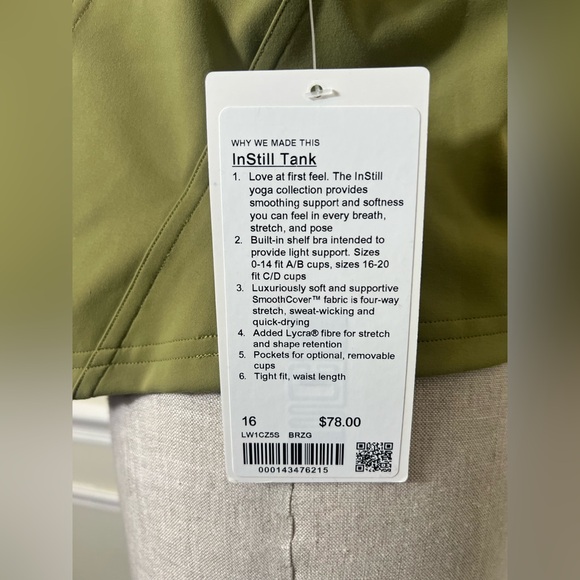 WHY WE MADE THIS
InStill Tank
1. Love at first feel. The InStill
yoga collection provides
smoothing support and softness
you can feel in every breath,
stretch, and pose
2. Built-in shelf bra intended to
provide light support. Sizes
0-14 fit A/B cups, sizes 16-20
fit C/D cups
3. Luxuriously soft and supportive
SmoothCover™ fabric is four-way
stretch, sweat-wicking and
quick-drying
4. Added Lycra® fibre for stretch
and shape retention
5. Pockets for optional, removable
cups
6. Tight fit, waist length
16 $78.00
LW1CZ5S BRZG
000143476215